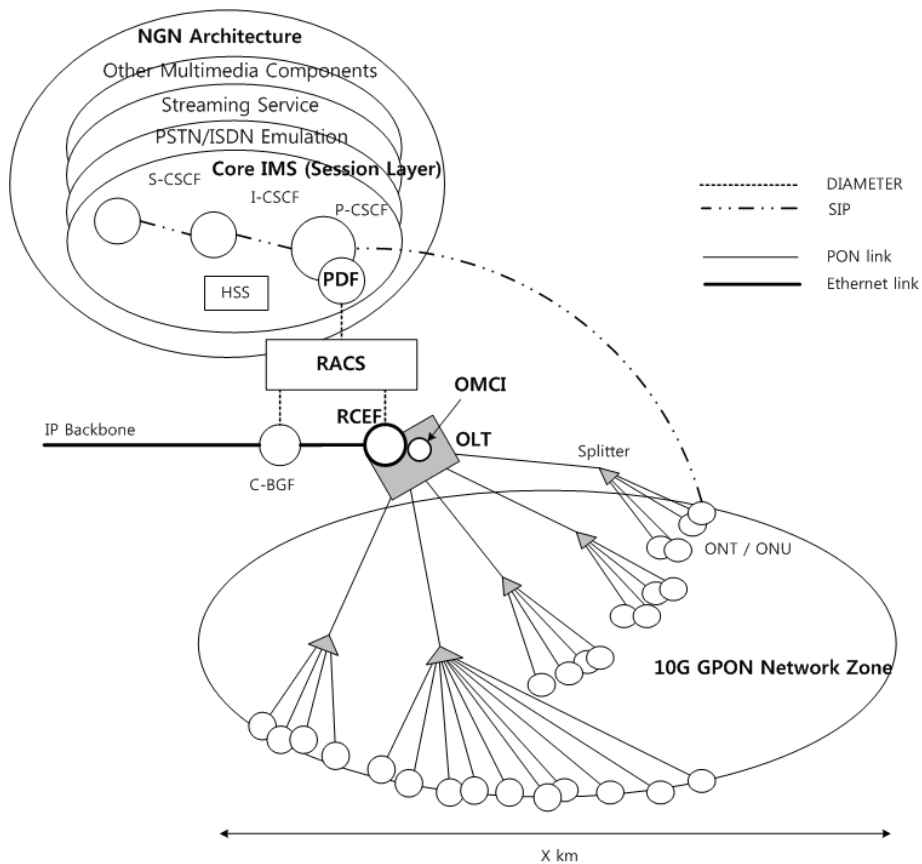 NGN Architecture
Other Multimedia Components
Streaming Service
PSTN/ISDN Emulation
Core IMS (Session Layer)
S-CSCF
I-CSCF
P-CSCF
PDF
HSS
DIAMETER
SIP
PON link
Ethernet link
RACS
OMCI
RCEF
OLT
IP Backbone
C-BGF
Splitter
ONT / ONU
10G GPON Network Zone
X km